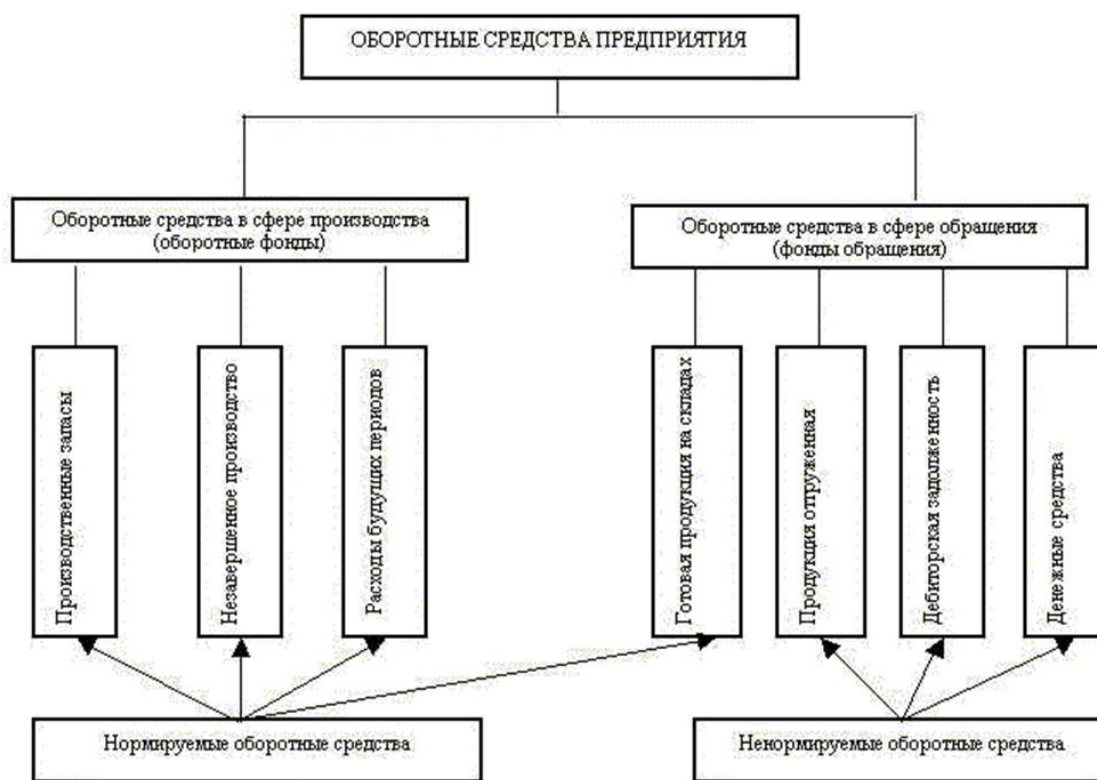 ОБОРОТНЫЕ СРЕДСТВА ПРЕДПРИЯТИЯ
Оборотные средства в сфере производства
(оборотные фонды)
Оборотные средства в сфере обращения
(фонды обращения)
Производственные запасы
Незавершенное производство
Расходы будущих периодов
Готовая продукция на складах
Продукция отгруженная
Дебиторская задолженность
Денежные средства
Нормируемые оборотные средства
Ненормируемые оборотные средства